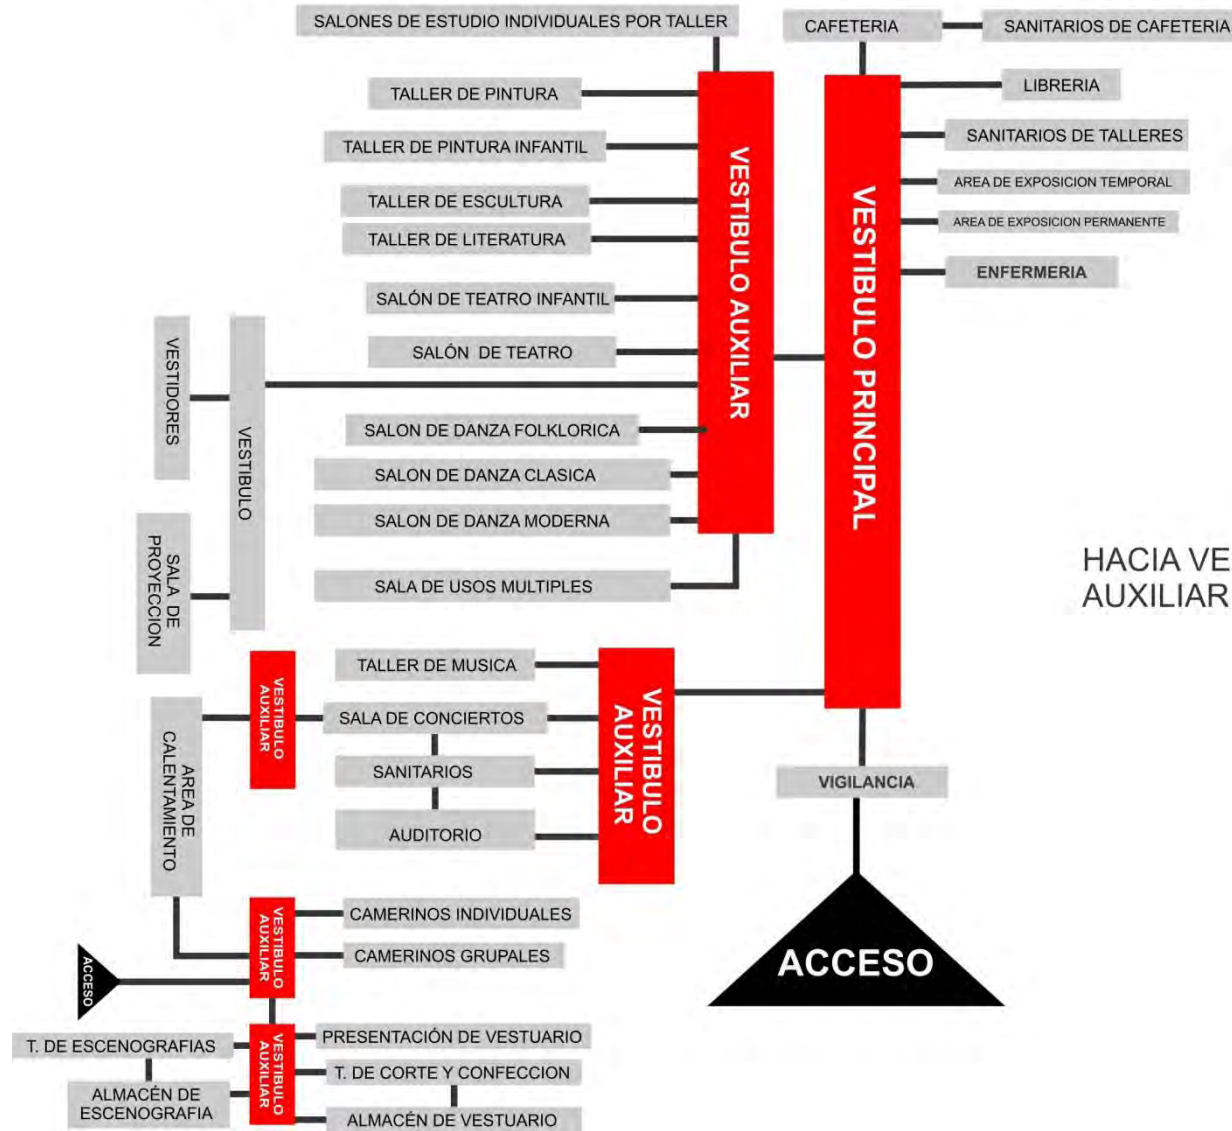 SALONES DE ESTUDIO INDIVIDUALES POR TALLER
CAFETERIA
SANITARIOS DE CAFETERIA
TALLER DE PINTURA
LIBRERIA
TALLER DE PINTURA INFANTIL
SANITARIOS DE TALLERES
TALLER DE ESCULTURA
AREA DE EXPOSICION TEMPORAL
TALLER DE LITERATURA
AREA DE EXPOSICION PERMANENTE
ENFERMERIA
SALÓN DE TEATRO INFANTIL
SALÓN DE TEATRO
VESTIBULO AUXILIAR
VESTIBULO PRINCIPAL
VESTIDORES
VESTIBULO
SALON DE DANZA FOLKLORICA
SALON DE DANZA CLASICA
SALON DE DANZA MODERNA
SALA DE
PROYECCION
SALA DE USOS MULTIPLES
HACIA VE
AUXILIAR
TALLER DE MUSICA
VESTIBULO
AUXILIAR
SALA DE CONCIERTOS
VESTIBULO
AUXILIAR
AREA DE
CALENTAMIENTO
SANITARIOS
AUDITORIO
VIGILANCIA
ACCESO
CAMERINOS INDIVIDUALES
VESTIBULO
AUXILIAR
CAMERINOS GRUPALES
ACCESO
PRESENTACIÓN DE VESTUARIO
T. DE ESCENOGRAFIAS
VESTIBULO
AUXILIAR
T. DE CORTE Y CONFECCION
ALMACÉN DE
ESCENOGRAFIA
ALMACÉN DE VESTUARIO